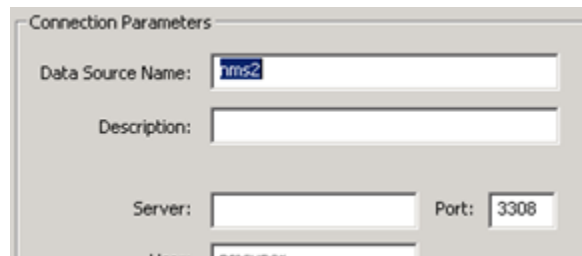 Connection Parameters
Data Source Name: nms2
Description:
Server: Port: 3308